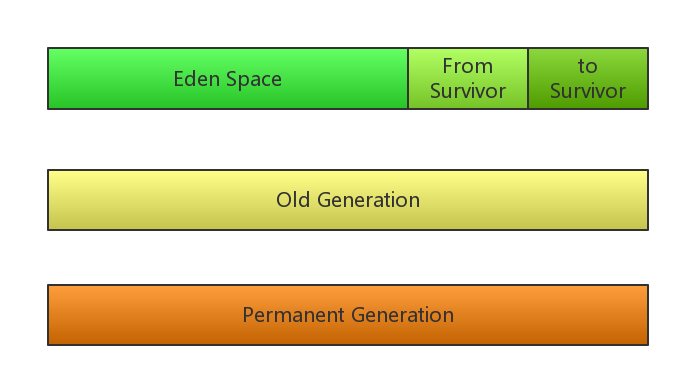 Eden Space
From
Survivor
to
Survivor
Old Generation
Permanent Generation